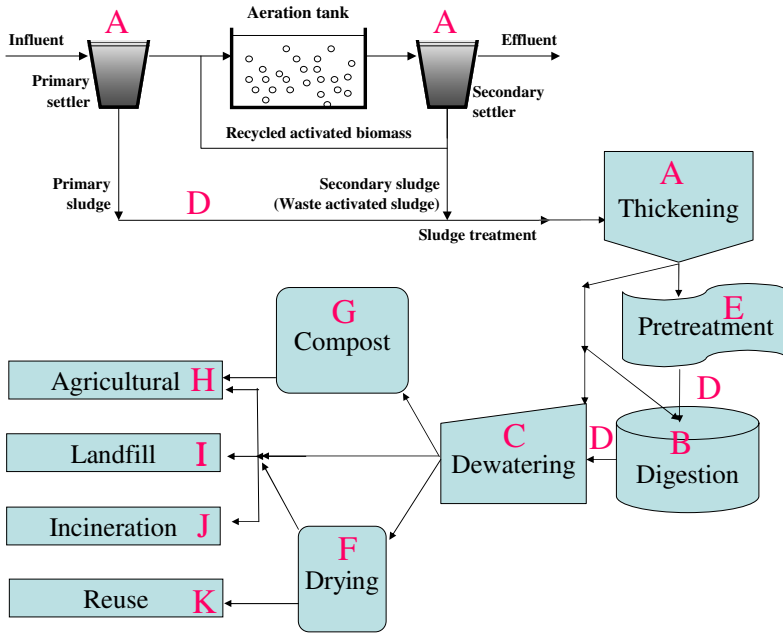 Aeration tank
A
A
Influent
Effluent
Primary
settler
Secondary
settler
Recycled activated biomass
Primary
sludge
D
Secondary sludge
(Waste activated sludge)
Sludge treatment
A
Thickening
E
Pretreatment
D
G
Compost
Agricultural H
C
Dewatering
D
B
Digestion
Landfill I
Incineration J
F
Drying
Reuse K